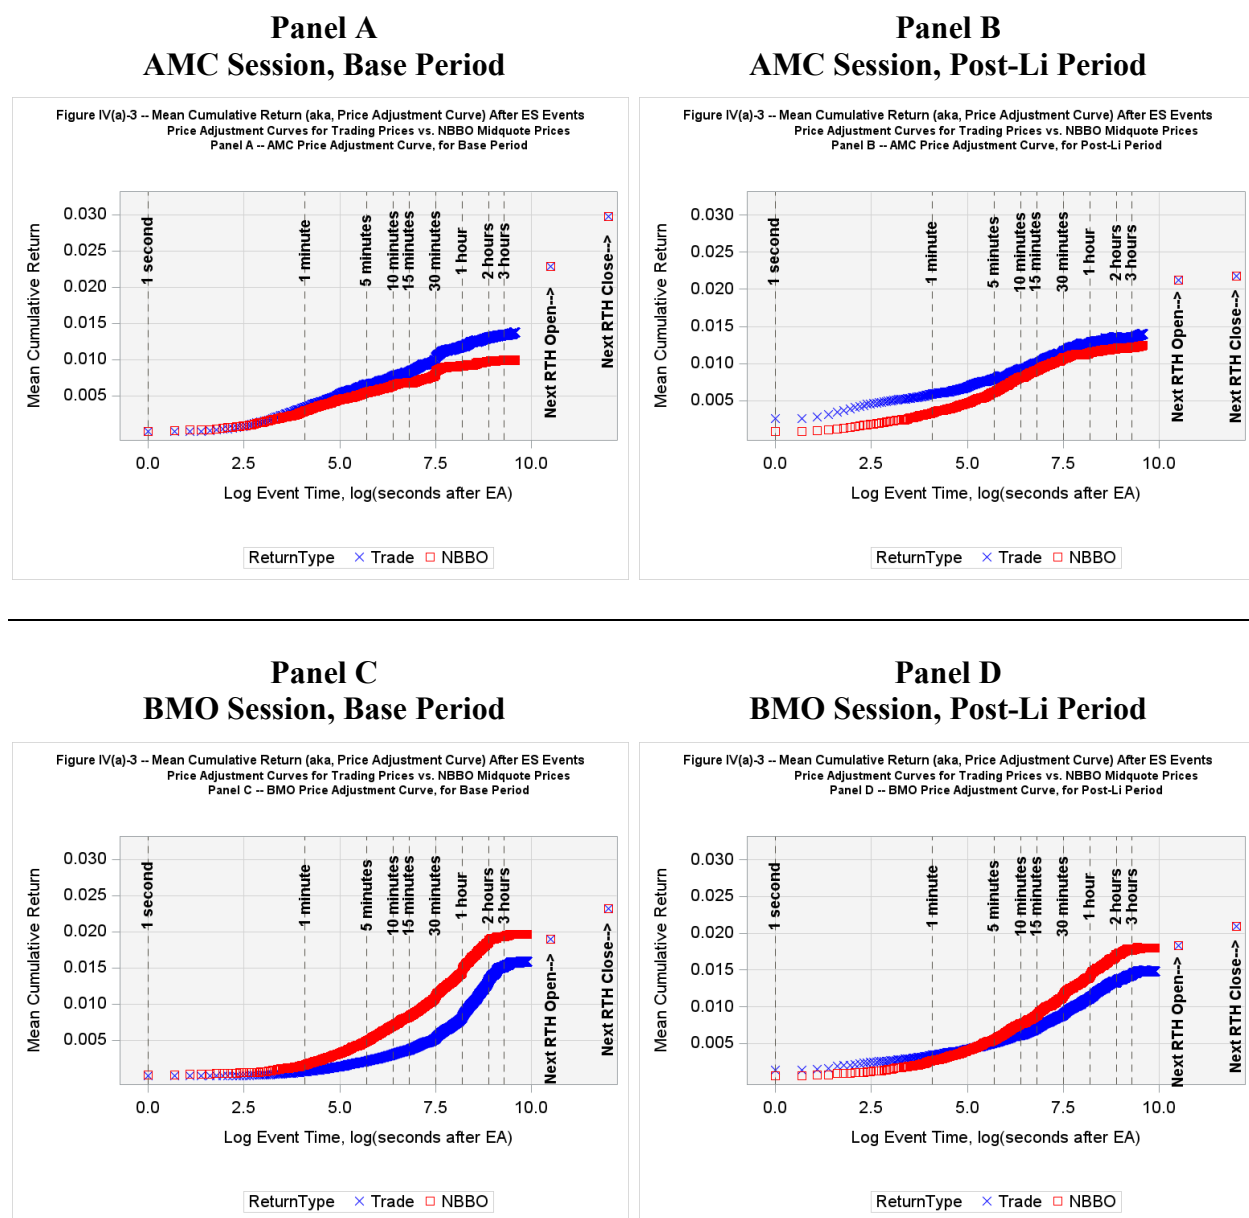 Panel A
AMC Session, Base Period
Figure IV(a)-3 -- Mean Cumulative Return (aka, Price Adjustment Curve) After ES Events
Price Adjustment Curves for Trading Prices vs. NBBO Midquote Prices
Panel A -- AMC Price Adjustment Curve, for Base Period
Mean Cumulative Return
0.030
0.025
0.020
0.015
0.010
0.005
1 second
1 minute
5 minutes
10 minutes
15 minutes
30 minutes
1 hour
2 hours
3 hours
Next RTH Open-->
Next RTH Close-->
0.0 2.5 5.0 7.5 10.0
Log Event Time, log(seconds after EA)
ReturnType Trade NBBO
Panel B
AMC Session, Post-Li Period
Figure IV(a)-3 -- Mean Cumulative Return (aka, Price Adjustment Curve) After ES Events
Price Adjustment Curves for Trading Prices vs. NBBO Midquote Prices
Panel B -- AMC Price Adjustment Curve, for Post-Li Period
Mean Cumulative Return
0.030
0.025
0.020
0.015
0.010
0.005
1 second
1 minute
5 minutes
10 minutes
15 minutes
30 minutes
1 hour
2 hours
3 hours
Next RTH Open-->
Next RTH Close-->
0.0 2.5 5.0 7.5 10.0
Log Event Time, log(seconds after EA)
ReturnType Trade NBBO
Panel C
BMO Session, Base Period
Figure IV(a)-3 -- Mean Cumulative Return (aka, Price Adjustment Curve) After ES Events
Price Adjustment Curves for Trading Prices vs. NBBO Midquote Prices
Panel C -- BMO Price Adjustment Curve, for Base Period
Mean Cumulative Return
0.030
0.025
0.020
0.015
0.010
0.005
1 second
1 minute
5 minutes
10 minutes
15 minutes
30 minutes
1 hour
2 hours
3 hours
Next RTH Open-->
Next RTH Close-->
0.0 2.5 5.0 7.5 10.0
Log Event Time, log(seconds after EA)
ReturnType Trade NBBO
Panel D
BMO Session, Post-Li Period
Figure IV(a)-3 -- Mean Cumulative Return (aka, Price Adjustment Curve) After ES Events
Price Adjustment Curves for Trading Prices vs. NBBO Midquote Prices
Panel D -- BMO Price Adjustment Curve, for Post-Li Period
Mean Cumulative Return
0.030
0.025
0.020
0.015
0.010
0.005
1 second
1 minute
5 minutes
10 minutes
15 minutes
30 minutes
1 hour
2 hours
3 hours
Next RTH Open-->
Next RTH Close-->
0.0 2.5 5.0 7.5 10.0
Log Event Time, log(seconds after EA)
ReturnType Trade NBBO